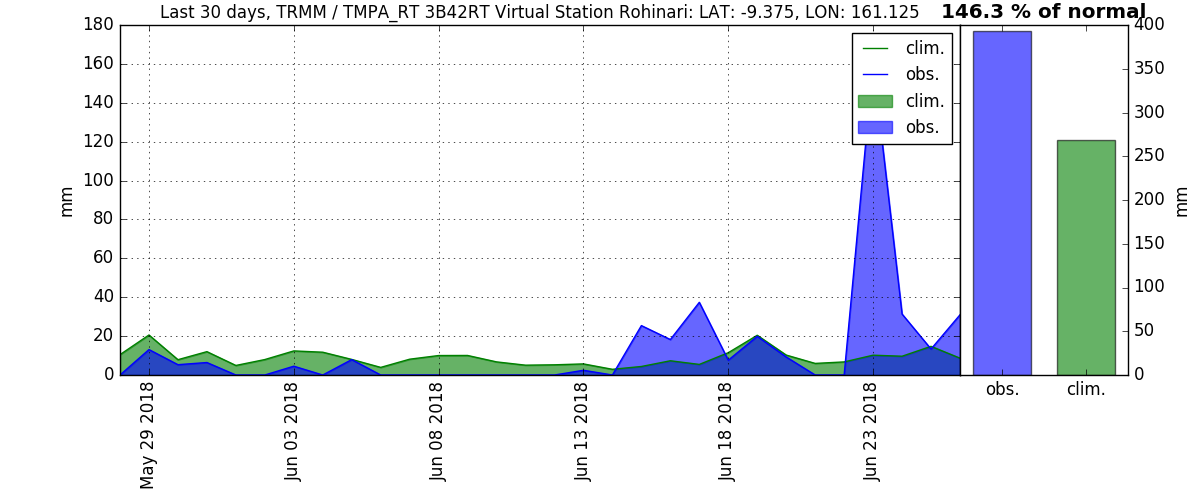 Last 30 days, TRMM / TMPA_RT 3B42RT Virtual Station Rohinari: LAT: -9.375, LON: 161.125
146.3 % of normal
180
160
140
120
100
80
60
40
20
0
mm
clim.
obs.
clim.
obs.
May 29 2018
Jun 03 2018
Jun 08 2018
Jun 13 2018
Jun 18 2018
Jun 23 2018
400
350
300
250
200
150
100
50
0
mm
obs.
clim.